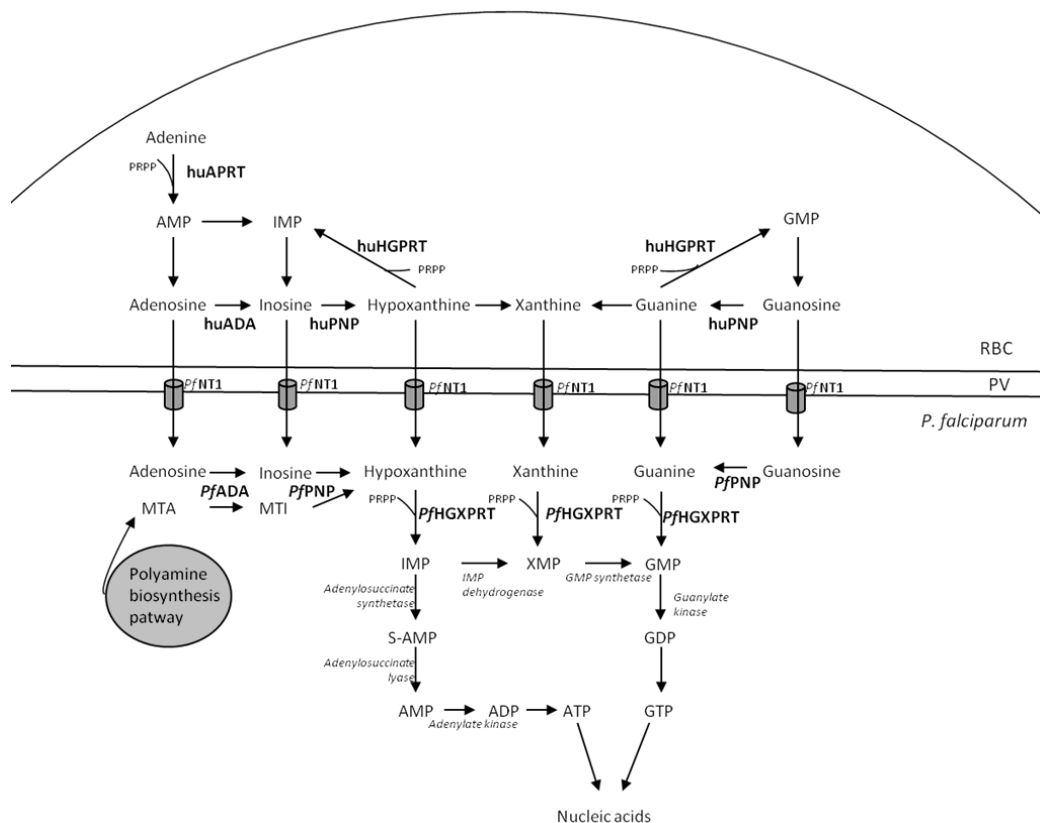 Adenine
PRPP huAPRT
AMP IMP GMP
huHGPRT huHGPRT
PRPP PRPP
Adenosine Inosine Hypoxanthine Xanthine Guanine Guanosine
huADA huPNP huPNP
RBC
PfNT1 PfNT1 PfNT1 PfNT1 PfNT1 PfNT1
PV
P. falciparum
Adenosine Inosine Hypoxanthine Xanthine Guanine Guanosine
PfADA PfPNP PfPNP
PRPP PRPP PRPP
MTA MTI PfHGXPRT PfHGXPRT PfHGXPRT
IMP XMP GMP
IMP
dehydrogenase
GMP synthetase
Polyamine
biosynthesis
patway
Adenylosuccinate
synthetase
Guanylate
kinase
S-AMP GDP
Adenylosuccinate
lyase
AMP ADP ATP GTP
Adenylate kinase
Nucleic acids